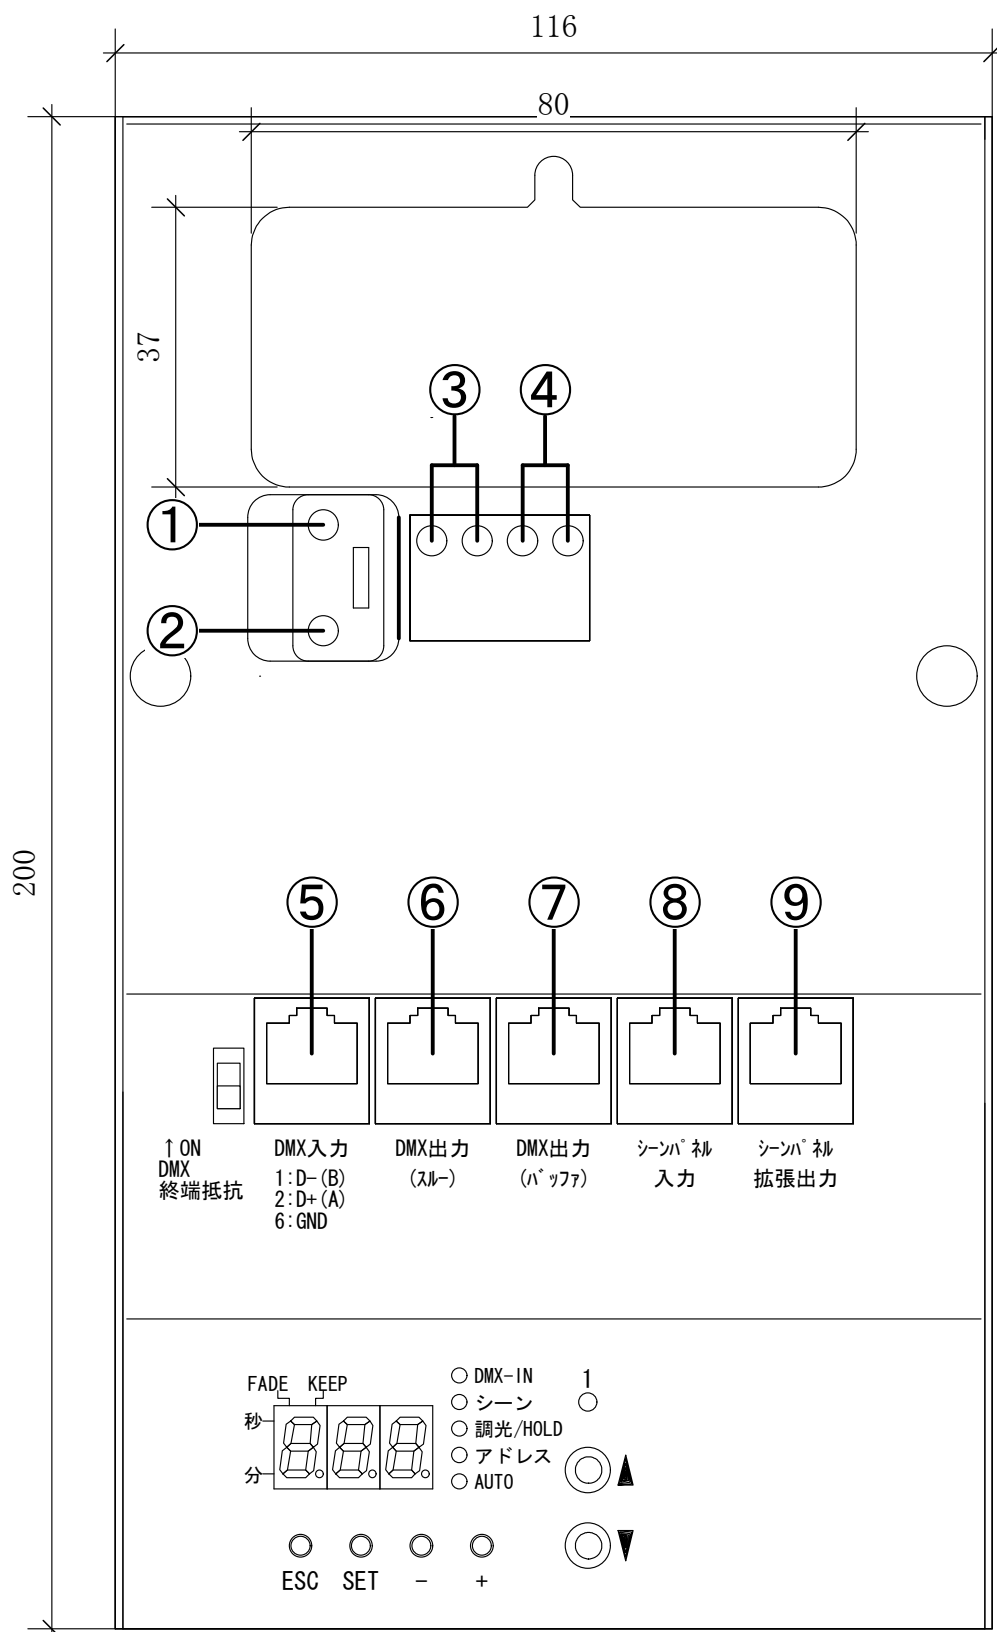 116
80
37
③
④
①
②
200
⑤
⑥
⑦
⑧
⑨
↑ON
DMX
終端抵抗
DMX入力
1:D-(B)
2:D+(A)
6:GND
DMX出力
(ｽﾙｰ)
DMX出力
(ﾊﾞｯﾌｧ)
ｼｰﾝﾊﾟﾈﾙ
入力
ｼｰﾝﾊﾟﾈﾙ
拡張出力
FADE KEEP
秒
分
8.8.8.
DMX-IN
シーン
調光/HOLD
アドレス
AUTO
1
▲
▼
ESC SET - +